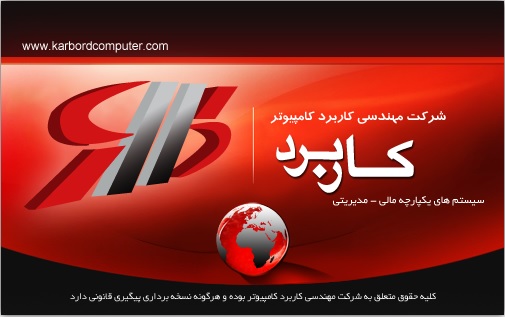 www.karbordcomputer.com
شرکت مهندسی کاربرد کامپیوتر
کاربرد
سیستم های یکپارچه مالی - مدیریتی
کلیه حقوق متعلق به شرکت مهندسی کاربرد کامپیوتر بوده و هرگونه نسخه برداری پیگیری قانونی دارد